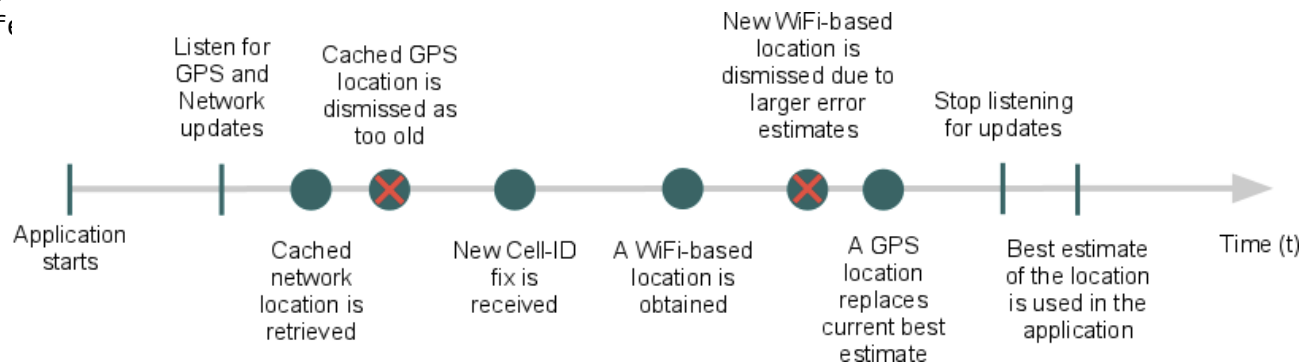 Listen for
GPS and
Network
updates
Cached GPS
location is
dismissed as
too old
New WiFi-based
location is
dismissed due to
larger error
estimates
Stop listening
for updates
Application
starts
Cached
network
location is
retrieved
New Cell-ID
fix is
received
A WiFi-based
location is
obtained
A GPS
location
replaces
current best
estimate
Best estimate
of the location
is used in the
application
Time (t)